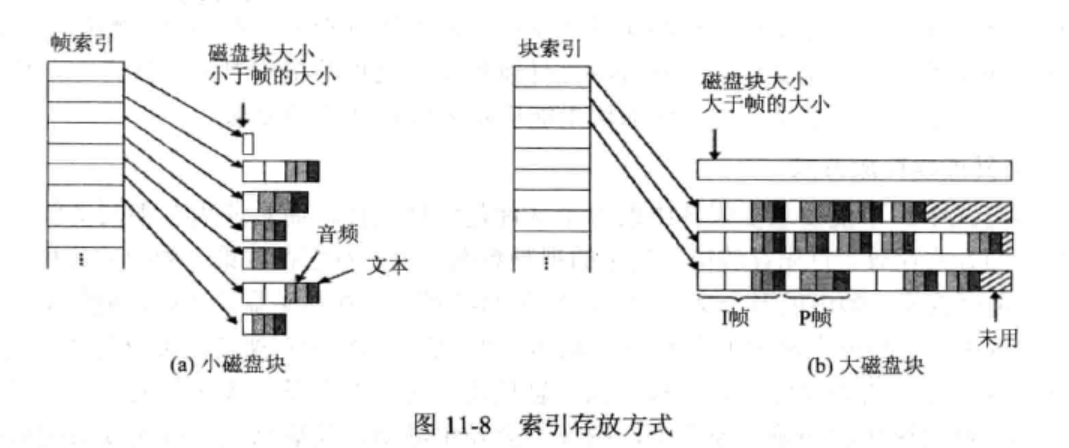 帧索引
磁盘块大小
小于帧的大小
音频
文本
(a) 小磁盘块
块索引
磁盘块大小
大于帧的大小
I帧
P帧
未用
(b) 大磁盘块
图 11-8 索引存放方式